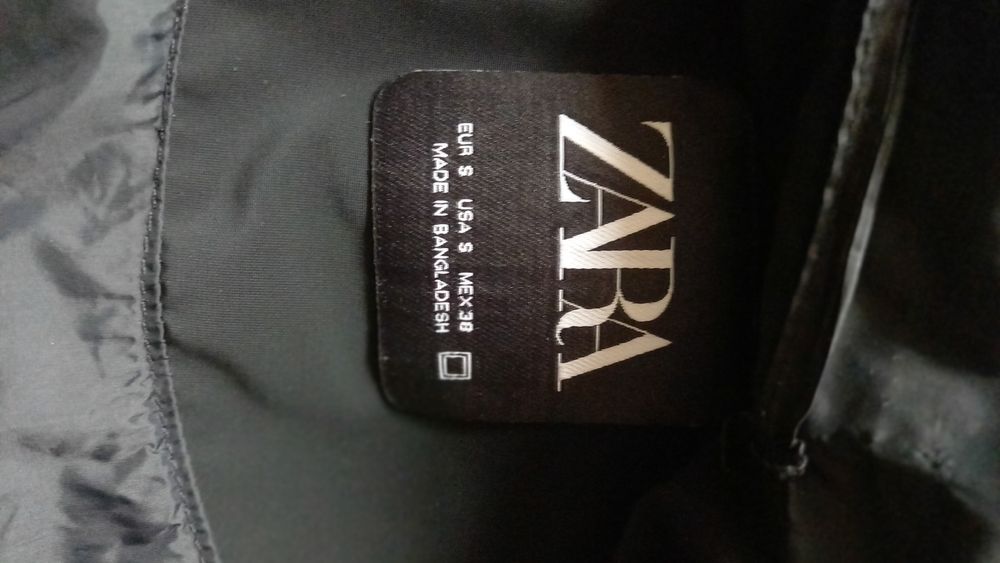 ZARA
EUR S USA S MEX 38
MADE IN BANGLADESH